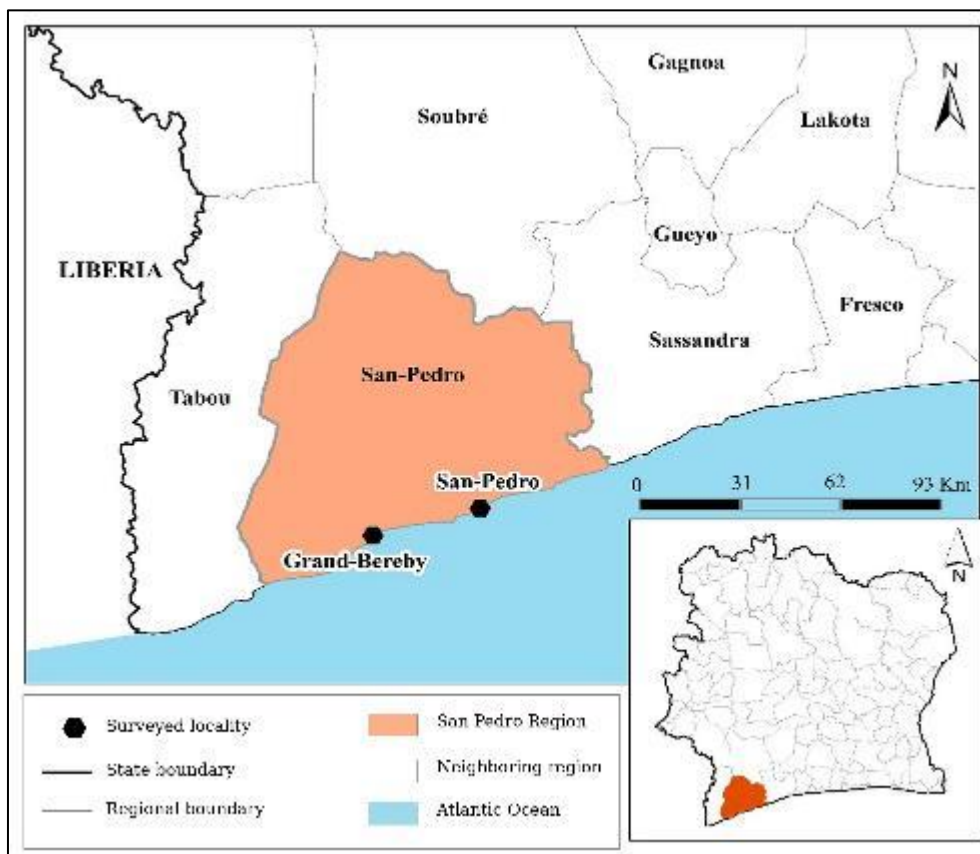 Gagnoa
N
Soubré
Lakota
Gueyo
LIBERIA
Fresco
Sassandra
San-Pedro
Tabou
San-Pedro
0 31 62 93 Km
Grand-Bereby
N
Surveyed locality
State boundary
Regional boundary
San Pedro Region
Neighboring region
Atlantic Ocean